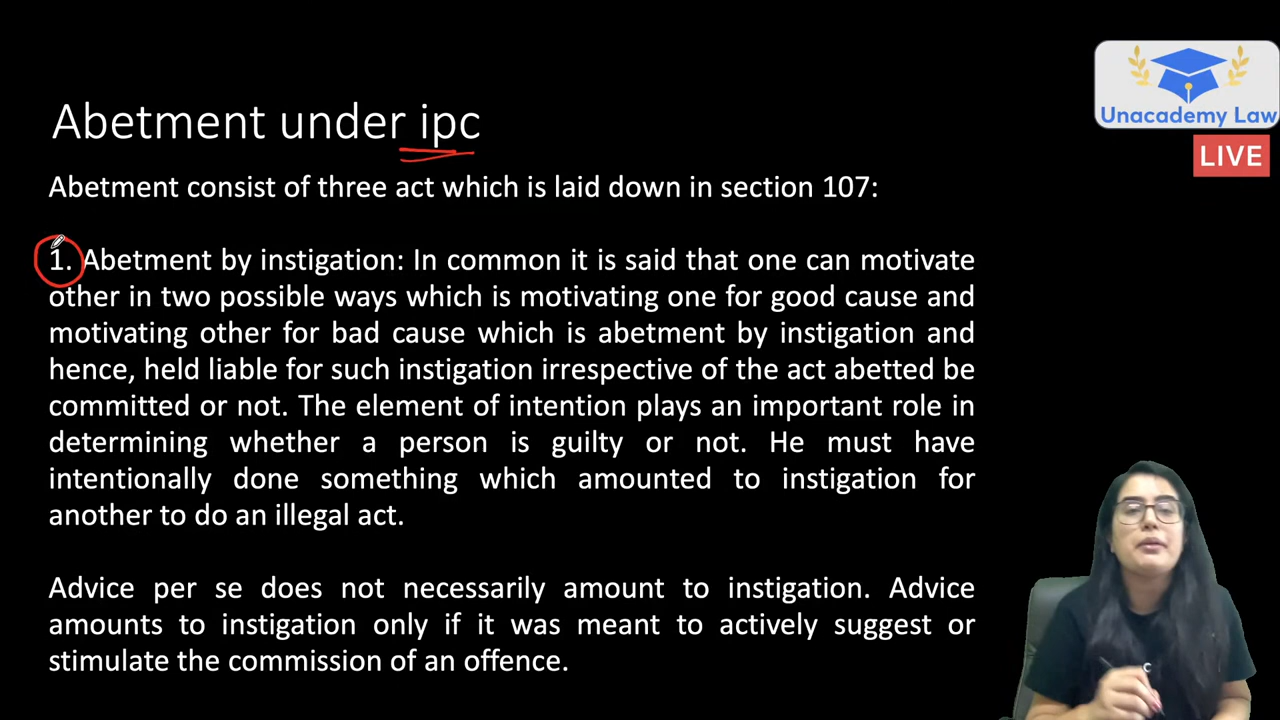 Unacademy Law
LIVE
Abetment under ipc
Abetment consist of three act which is laid down in section 107:
1. Abetment by instigation: In common it is said that one can motivate
other in two possible ways which is motivating one for good cause and
motivating other for bad cause which is abetment by instigation and
hence, held liable for such instigation irrespective of the act abetted be
committed or not. The element of intention plays an important role in
determining whether a person is guilty or not. He must have
intentionally done something which amounted to instigation for
another to do an illegal act.
Advice per se does not necessarily amount to instigation. Advice
amounts to instigation only if it was meant to actively suggest or
stimulate the commission of an offence.